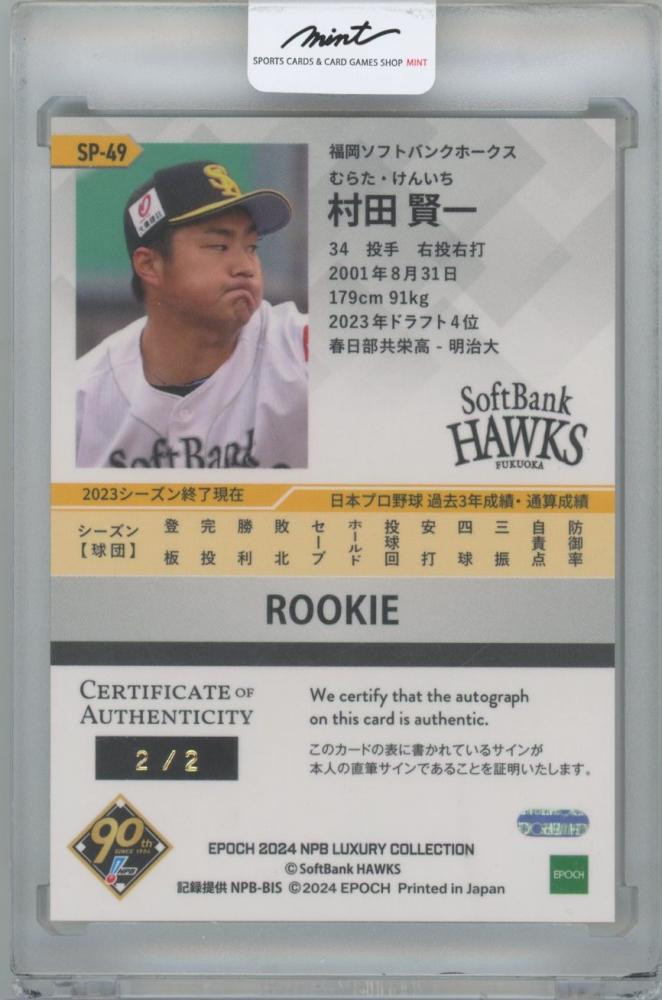 mint
SPORTS CARDS & CARD GAMES SHOP MINT
SP-49
福岡ソフトバンクホークス
むらた・けんいち
村田 賢一
34 投手 右投右打
2001年8月31日
179cm 91kg
2023年ドラフト4位
春日部共栄高 - 明治大
SoftBank
SoftBank
HAWKS
FUKUOKA
2023シーズン終了現在
日本プロ野球 過去3年成績・通算成績
シーズン【球団】 登板 完投 勝利 敗北 セーブ ホールド 投球回 安打 四球 三振 自責点 防御率
ROOKIE
CERTIFICATE OF
AUTHENTICITY
2 / 2
We certify that the autograph
on this card is authentic.
このカードの表に書かれているサインが
本人の直筆サインであることを証明いたします。
90th
SINCE 1934
NPB
EPOCH 2024 NPB LUXURY COLLECTION
©SoftBank HAWKS
記録提供 NPB-BIS ©2024 EPOCH Printed in Japan
EPOCH